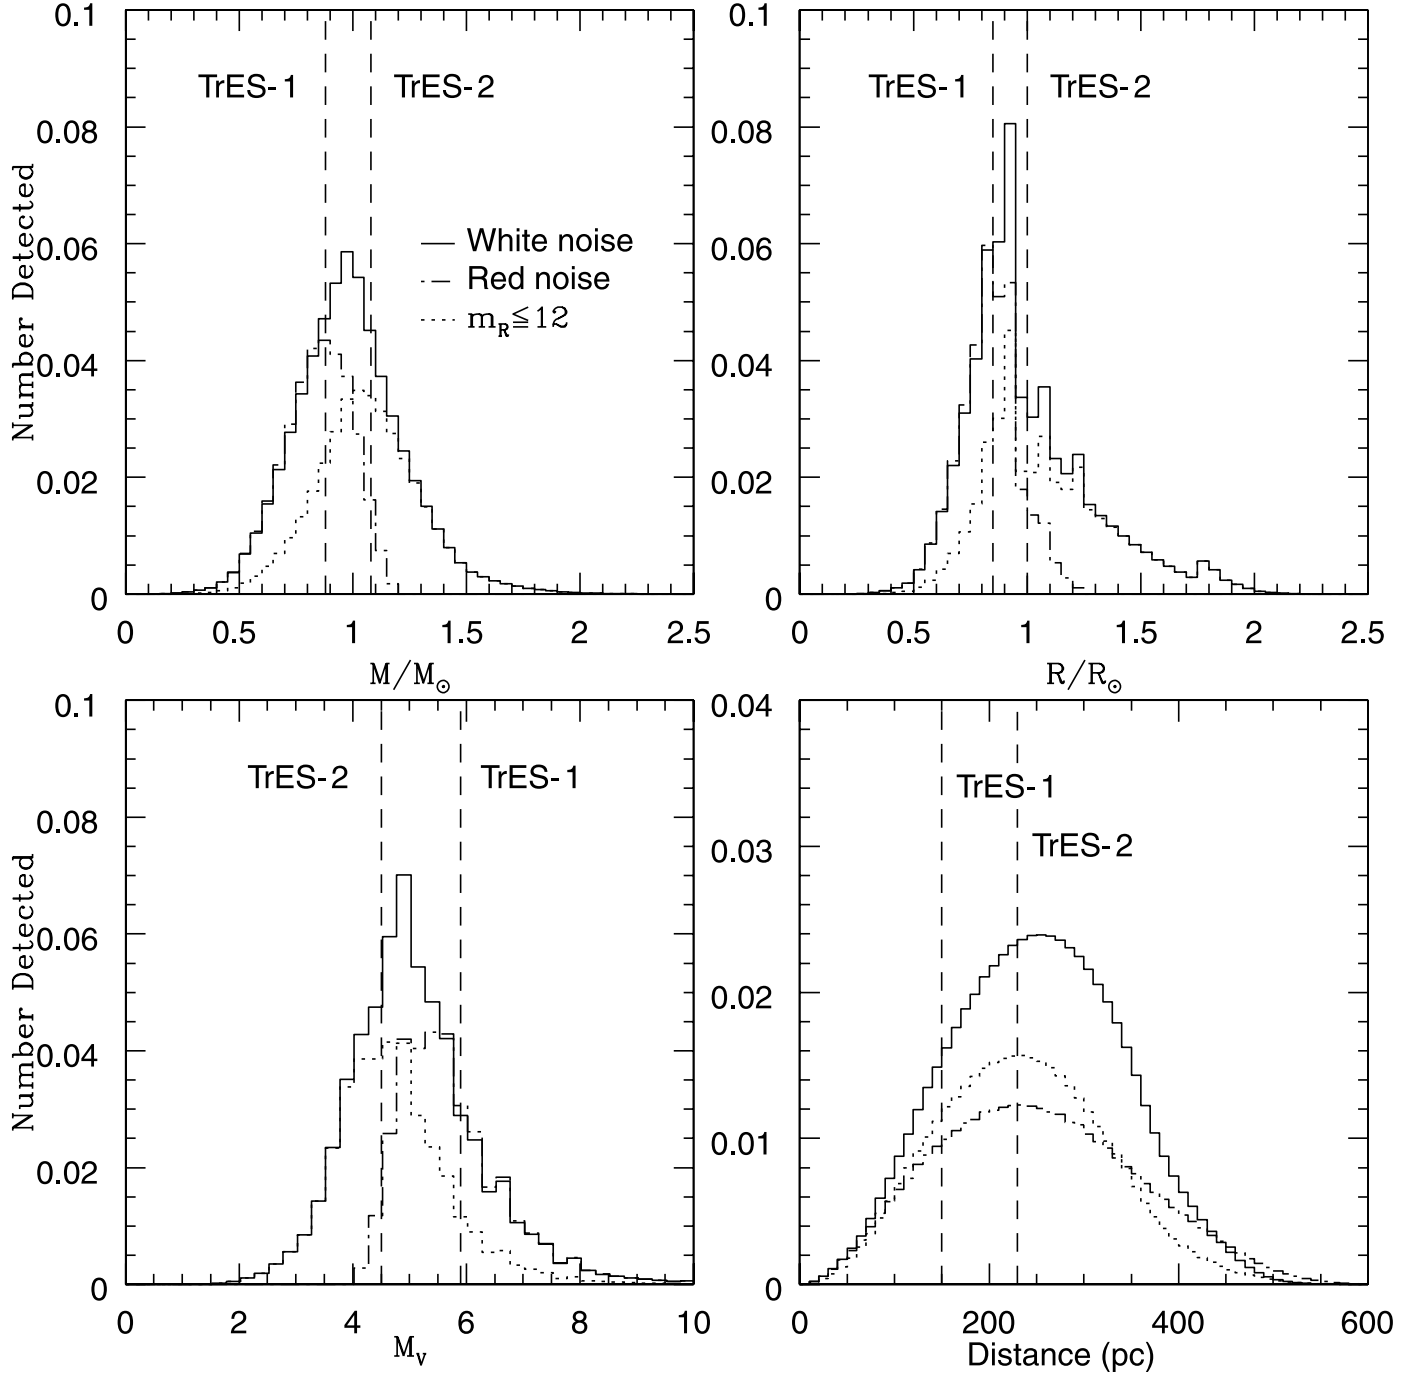 0.1
0.08
0.06
0.04
0.02
0
Number Detected
TrES-1
TrES-2
White noise
Red noise
m_R≦12
0 0.5 1 1.5 2 2.5
M/M⊙
0.1
0.08
0.06
0.04
0.02
0
TrES-1
TrES-2
0 0.5 1 1.5 2 2.5
R/R⊙
0.1
0.08
0.06
0.04
0.02
0
Number Detected
TrES-2
TrES-1
0 2 4 6 8 10
M_V
0.04
0.03
0.02
0.01
0
TrES-1
TrES-2
0 200 400 600
Distance (pc)